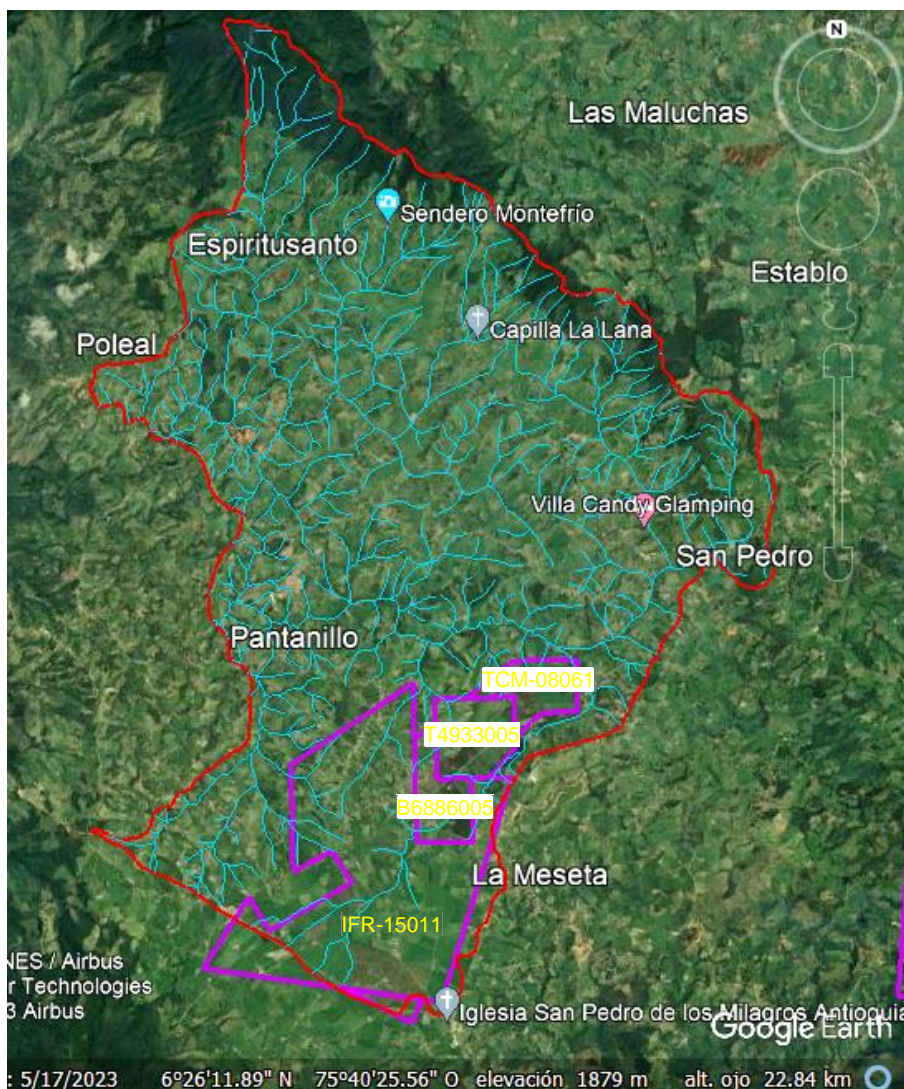 N
Las Maluchas
Sendero Montefrío
Espiritusanto
Establo
Capilla La Lana
Poleal
Villa Candy Glamping
San Pedro
Pantanillo
TCM-08061
T4933005
B6886005
La Meseta
IFR-15011
NES / Airbus
r Technologies
3 Airbus
Iglesia San Pedro de los Milagros Antioquia
Google Earth
: 5/17/2023 6°26'11.89" N 75°40'25.56" O elevación 1879 m alt. ojo 22.84 km